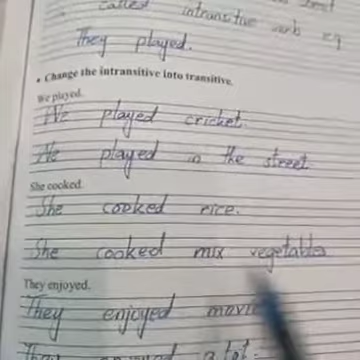 called intransitive verb eg
They played.
• Change the intransitive into transitive.
We played.
We played cricket.
We played in the street
She cooked.
She cooked rice.
She cooked mix vegetables
They enjoyed.
They enjoyed
a lot.